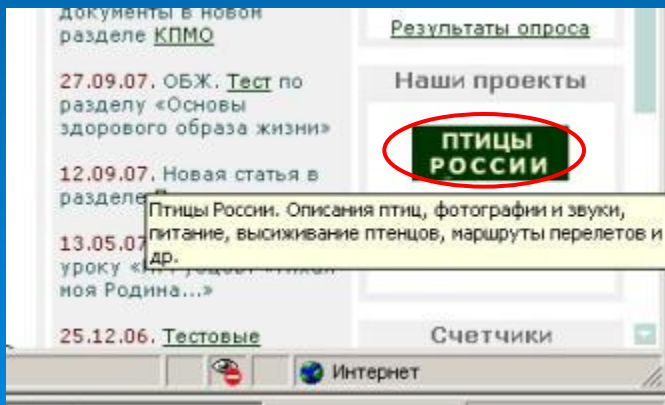 документы в новом
разделе КПМО
27.09.07. ОБЖ. Тест по
разделу «Основы
здорового образа жизни»
12.09.07. Новая статья в
разделе
13.05.07
уроку «
моя Родина...»
25.12.06. Тестовые
Результаты опроса
Наши проекты
ПТИЦЫ
РОССИИ
Птицы России. Описания птиц, фотографии и звуки,
питание, высиживание птенцов, маршруты перелетов и
др.
Счетчики
Интернет